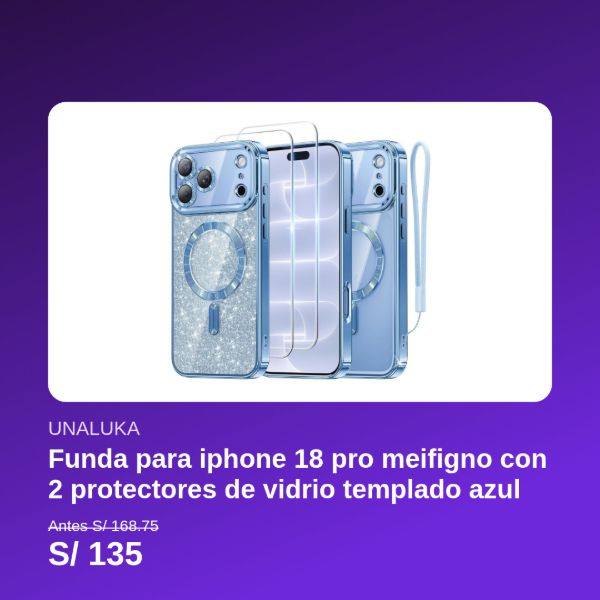 UNALUKA
Funda para iphone 18 pro meifigno con
2 protectores de vidrio templado azul
Antes S/ 168.75
S/ 135